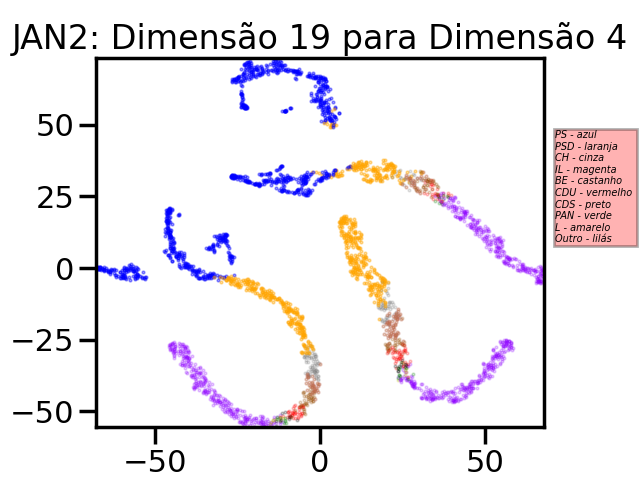 JAN2: Dimensão 19 para Dimensão 4
50
25
0
−25
−50
−50
0
50
PS - azul
PSD - laranja
CH - cinza
IL - magenta
BE - castanho
CDU - vermelho
CDS - preto
PAN - verde
L - amarelo
Outro - lilás